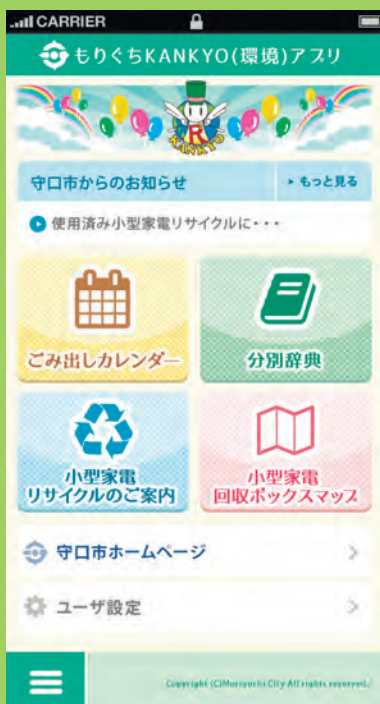 CARRIER
もりぐちKANKYO(環境)アプリ
R
KANKYO
守口市からのお知らせ
もっと見る
使用済み小型家電リサイクルに・・・
ごみ出しカレンダー
分別辞典
小型家電
リサイクルのご案内
小型家電
回収ボックスマップ
守口市ホームページ
ユーザ設定
Copyright (C)Moriguchi City All rights reserved.